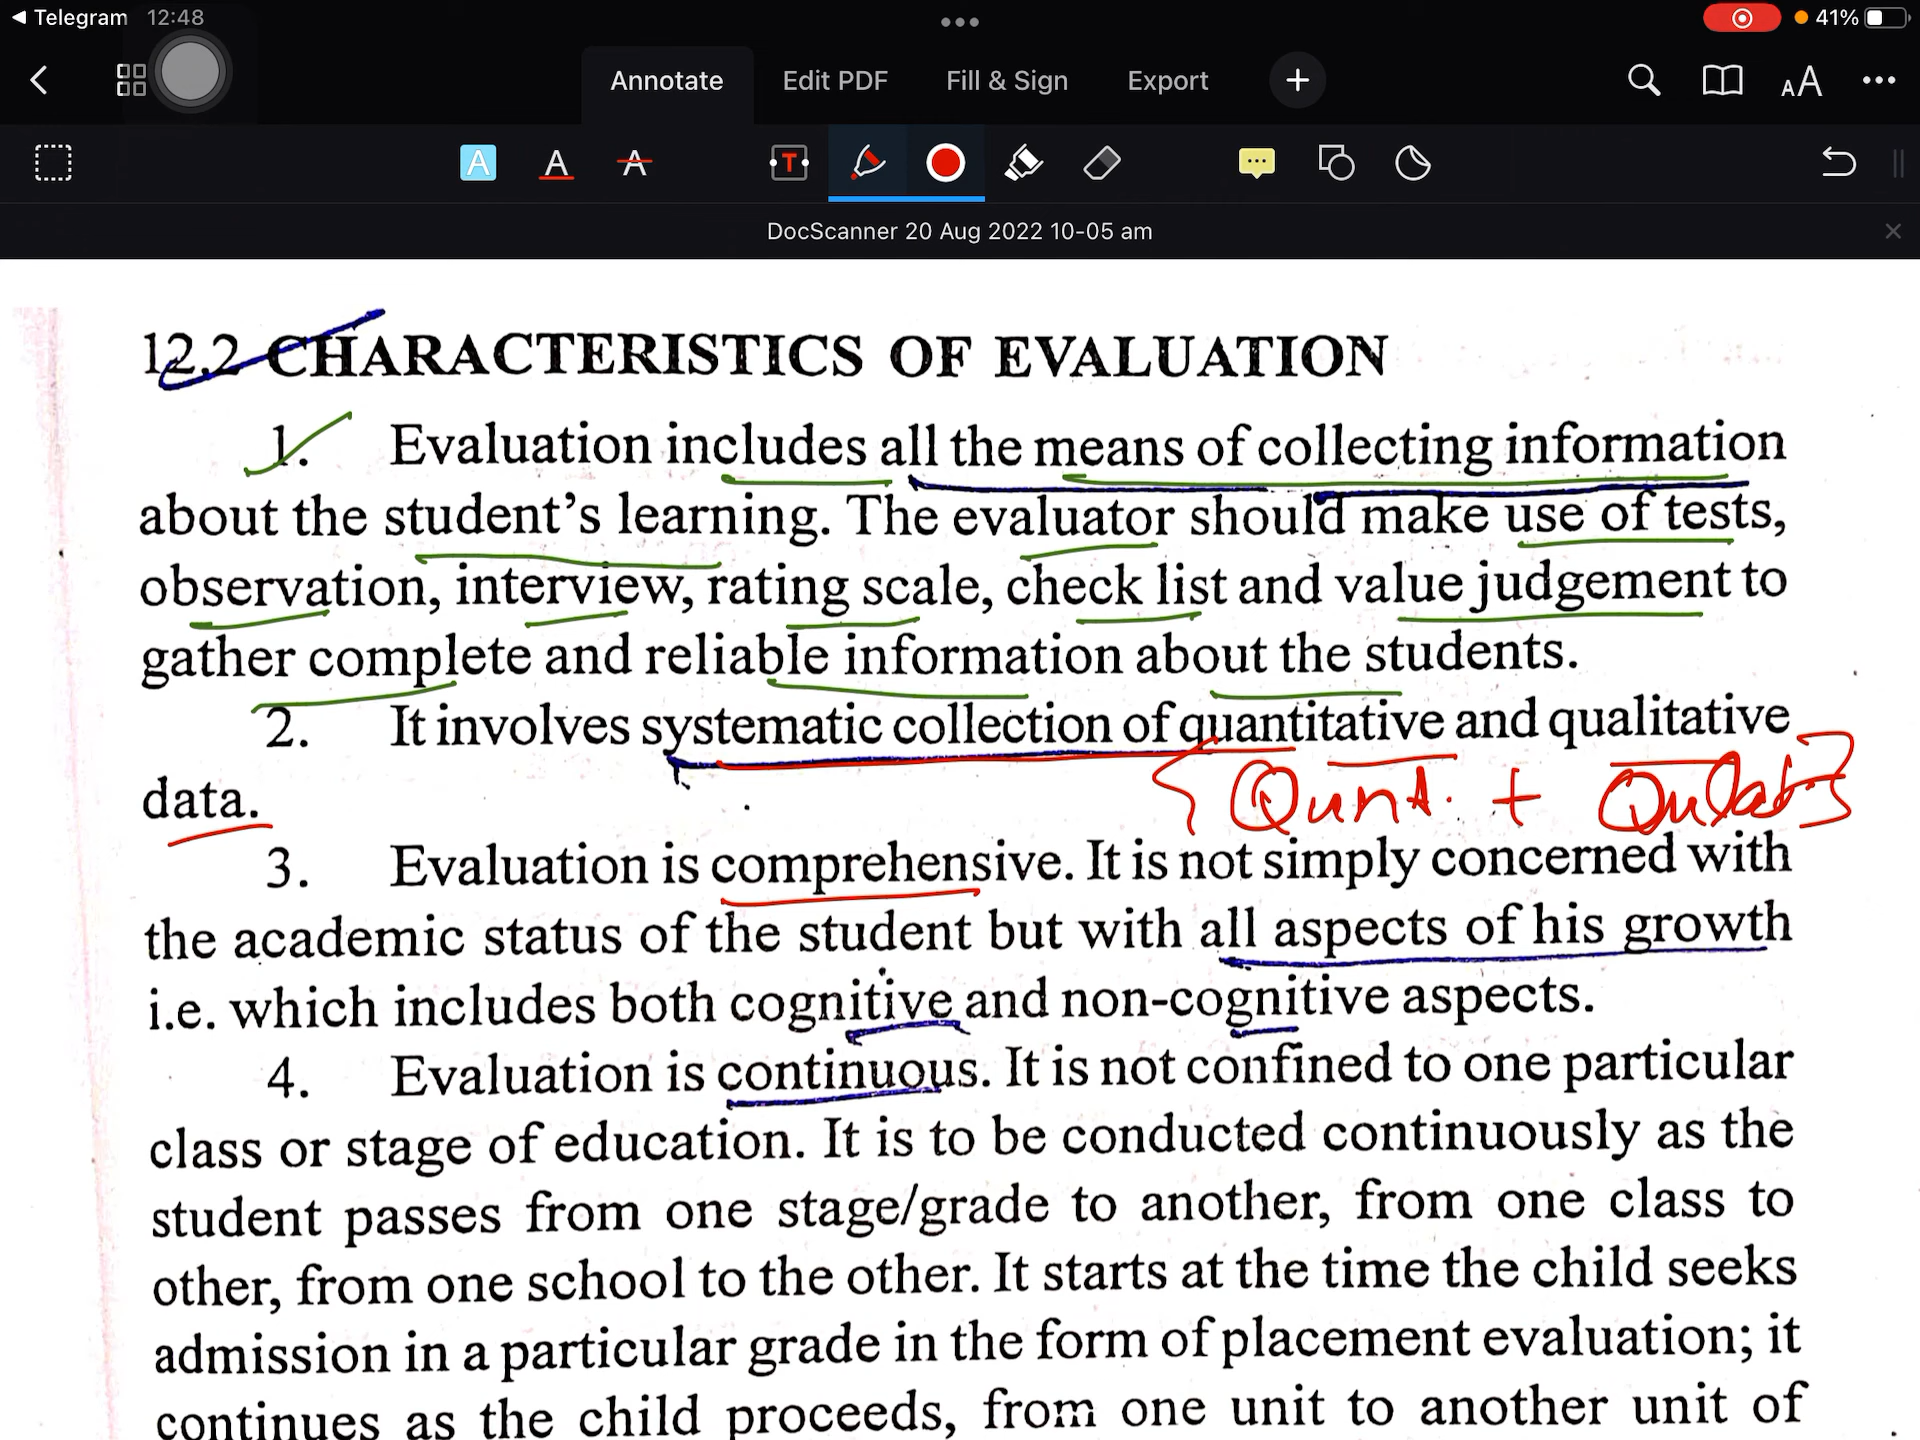 Telegram 12:48
41%
Annotate Edit PDF Fill & Sign Export
AA
A A A T
DocScanner 20 Aug 2022 10-05 am
12.2 CHARACTERISTICS OF EVALUATION
1. Evaluation includes all the means of collecting information
about the student's learning. The evaluator should make use of tests,
observation, interview, rating scale, check list and value judgement to
gather complete and reliable information about the students.
2. It involves systematic collection of quantitative and qualitative
data.
{Qunt. + Qulat}
3. Evaluation is comprehensive. It is not simply concerned with
the academic status of the student but with all aspects of his growth
i.e. which includes both cognitive and non-cognitive aspects.
4. Evaluation is continuous. It is not confined to one particular
class or stage of education. It is to be conducted continuously as the
student passes from one stage/grade to another, from one class to
other, from one school to the other. It starts at the time the child seeks
admission in a particular grade in the form of placement evaluation; it
continues as the child proceeds, from one unit to another unit of